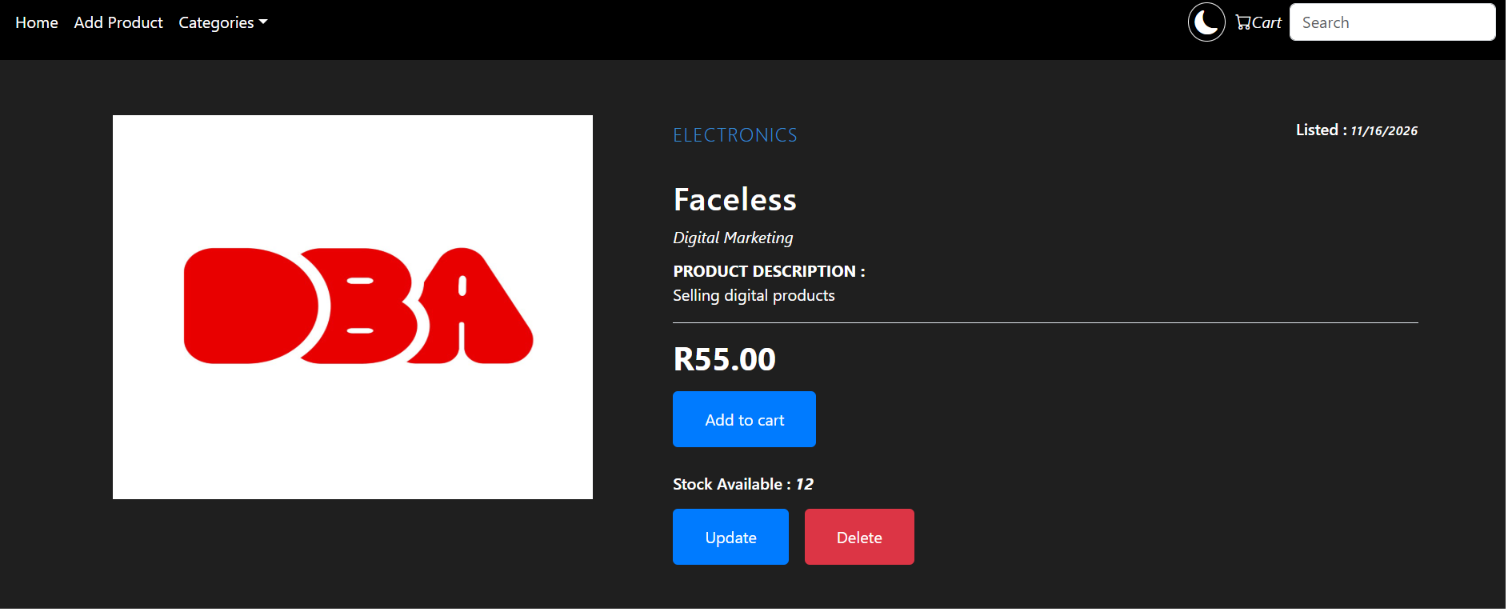 Home Add Product Categories Cart Search
ELECTRONICS Listed : 11/16/2026
DBA
Faceless
Digital Marketing
PRODUCT DESCRIPTION :
Selling digital products
R55.00
Add to cart
Stock Available : 12
Update Delete